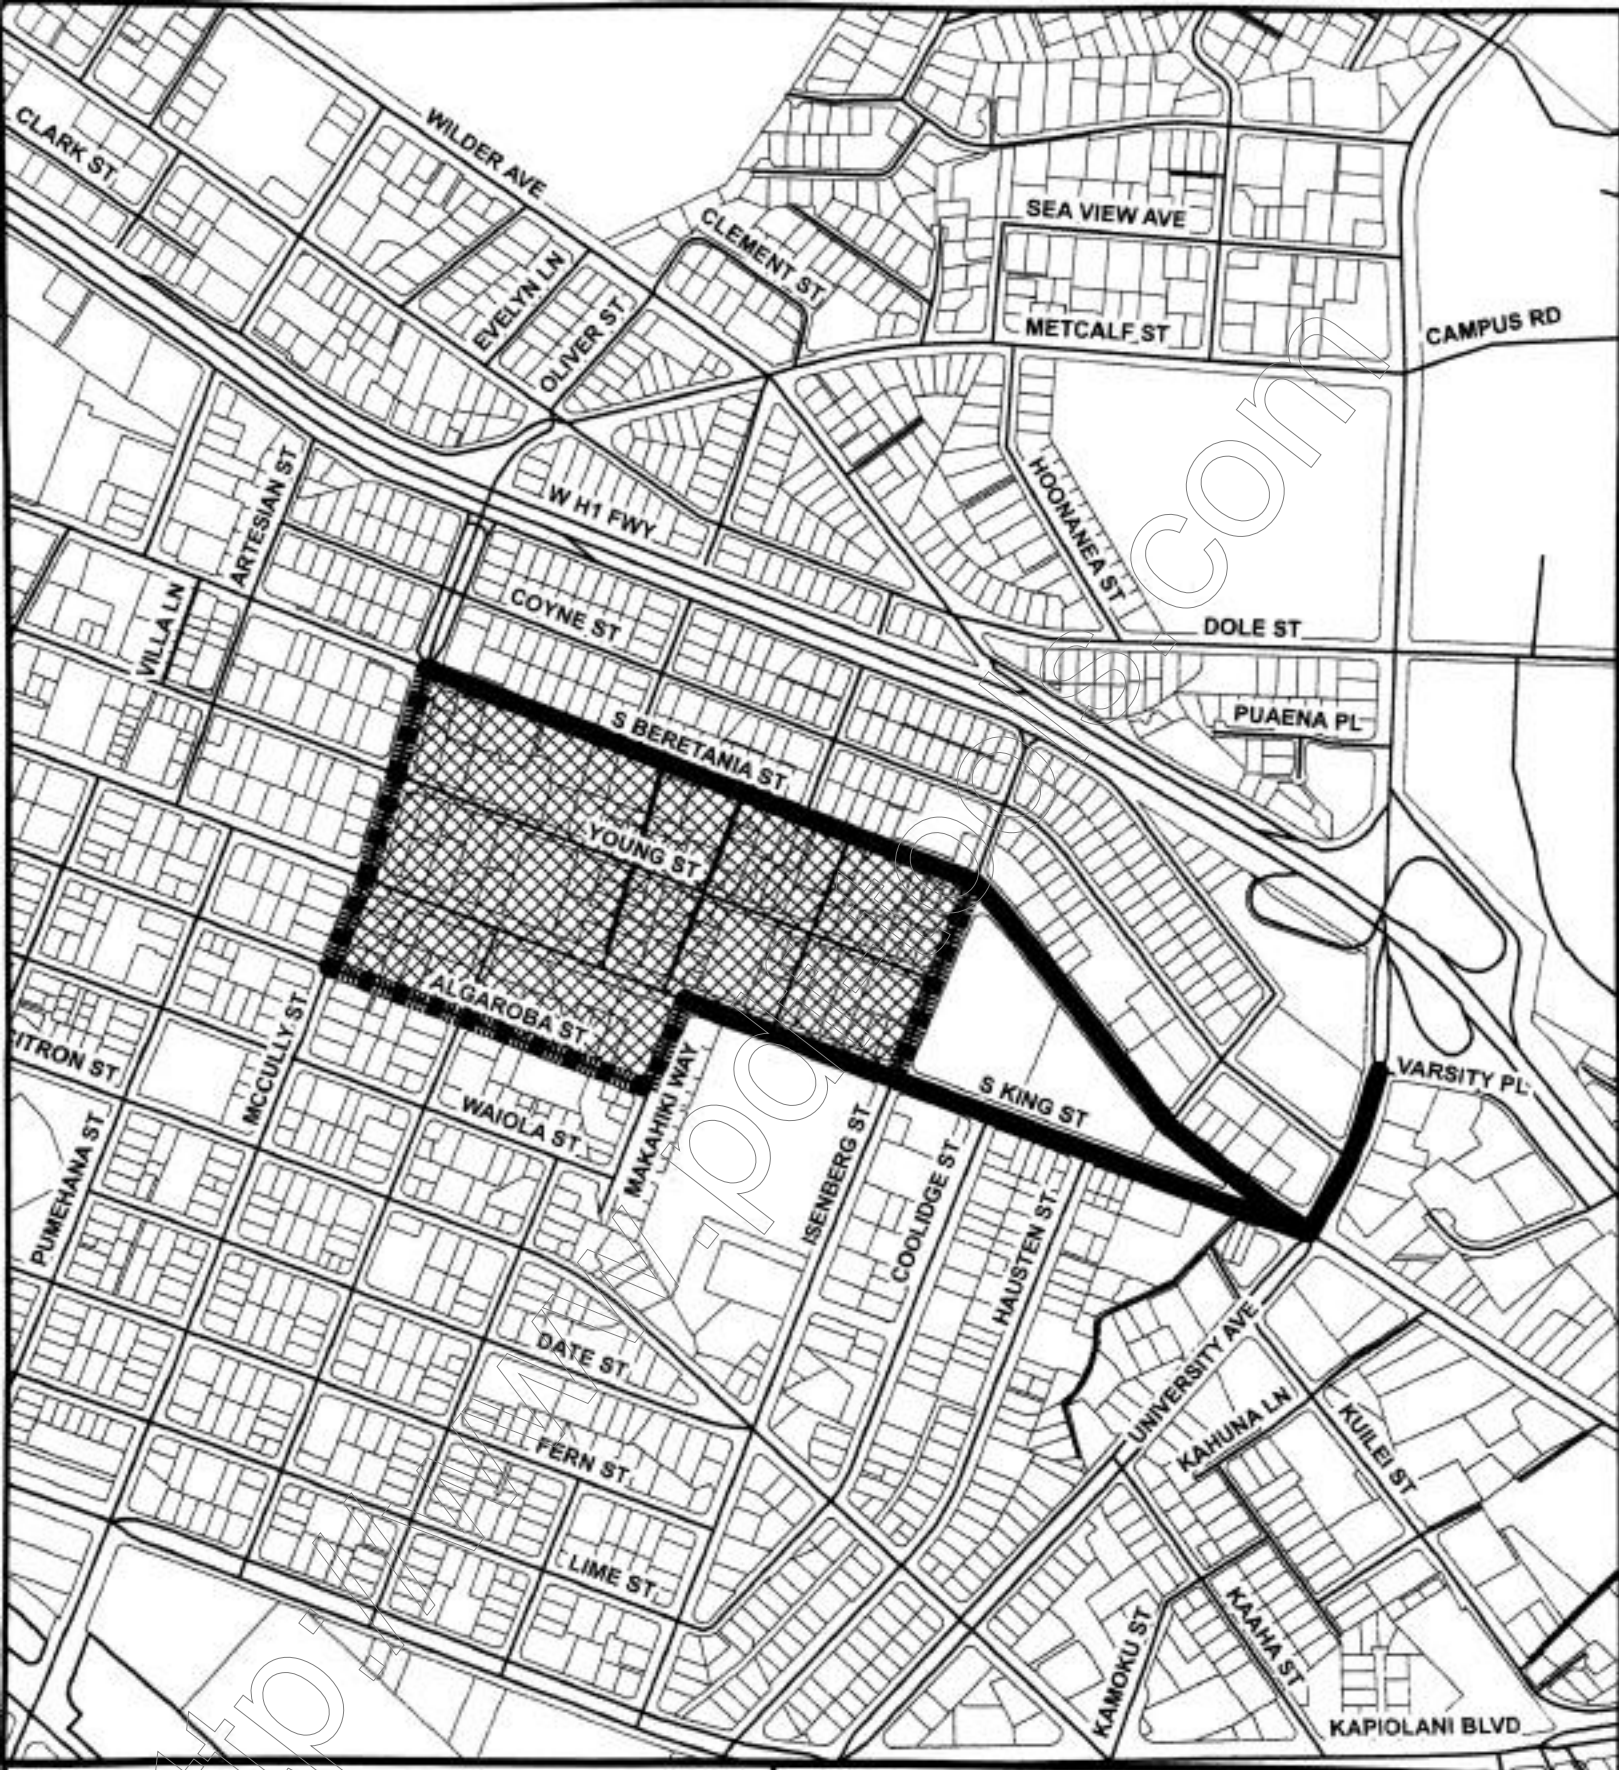 WILDER AVE
CLARK ST
SEA VIEW AVE
CLEMENT ST
EVELYN LN
OLIVER ST
METCALF ST
CAMPUS RD
ARTESIAN ST
W H1 FWY
HOONANEA ST
VILLA LN
COYNE ST
DOLE ST
PUAENA PL
S BERETANIA ST
YOUNG ST
ALGAROBA ST
MCCULLY ST
CITRON ST
MAKAHIKI WAY
S KING ST
VARSITY PL
WAIOLA ST
PUMEHANA ST
ISENBERG ST
COOLIDGE ST
HAUSTEN ST
DATE ST
UNIVERSITY AVE
KAHUNA LN
KUILEI ST
FERN ST
LIME ST
KAMOKU ST
KAAHA ST
KAPIOLANI BLVD